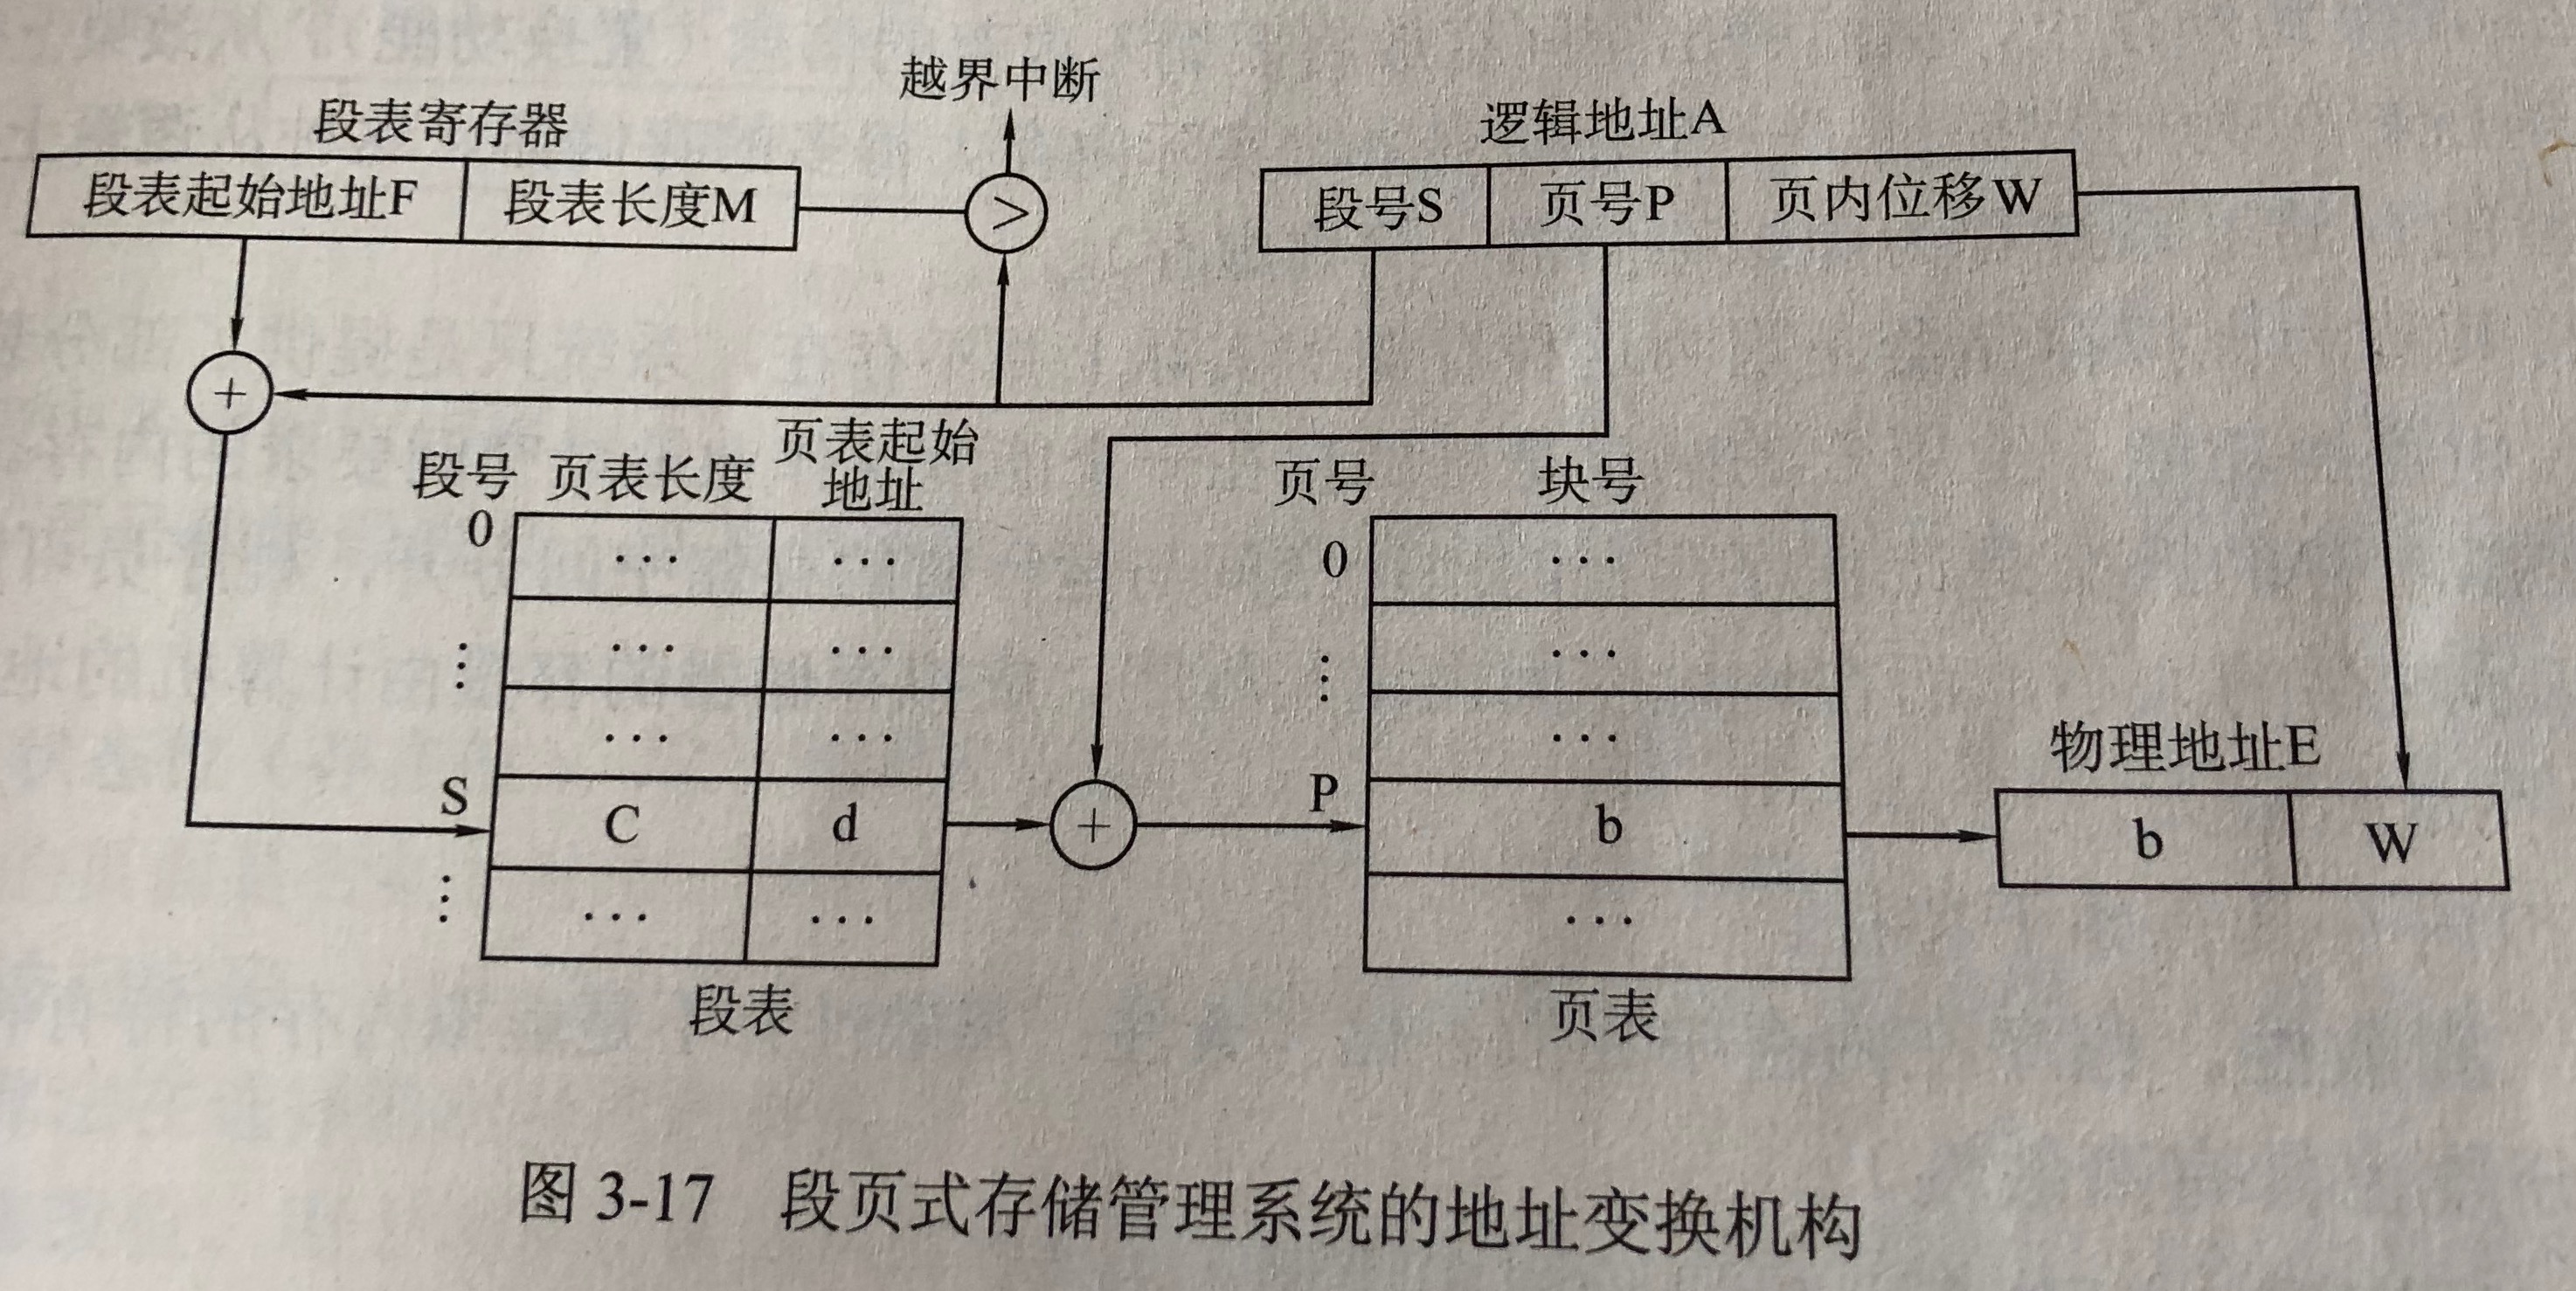 越界中断
段表寄存器
段表起始地址F 段表长度M
>
逻辑地址A
段号S 页号P 页内位移W
+
段号 页表长度 页表起始
地址
0 ··· ···
⋮ ··· ···
··· ···
S C d
⋮ ··· ···
段表
+
页号 块号
0 ···
⋮ ···
···
P b
···
页表
物理地址E
b W
图 3-17 段页式存储管理系统的地址变换机构